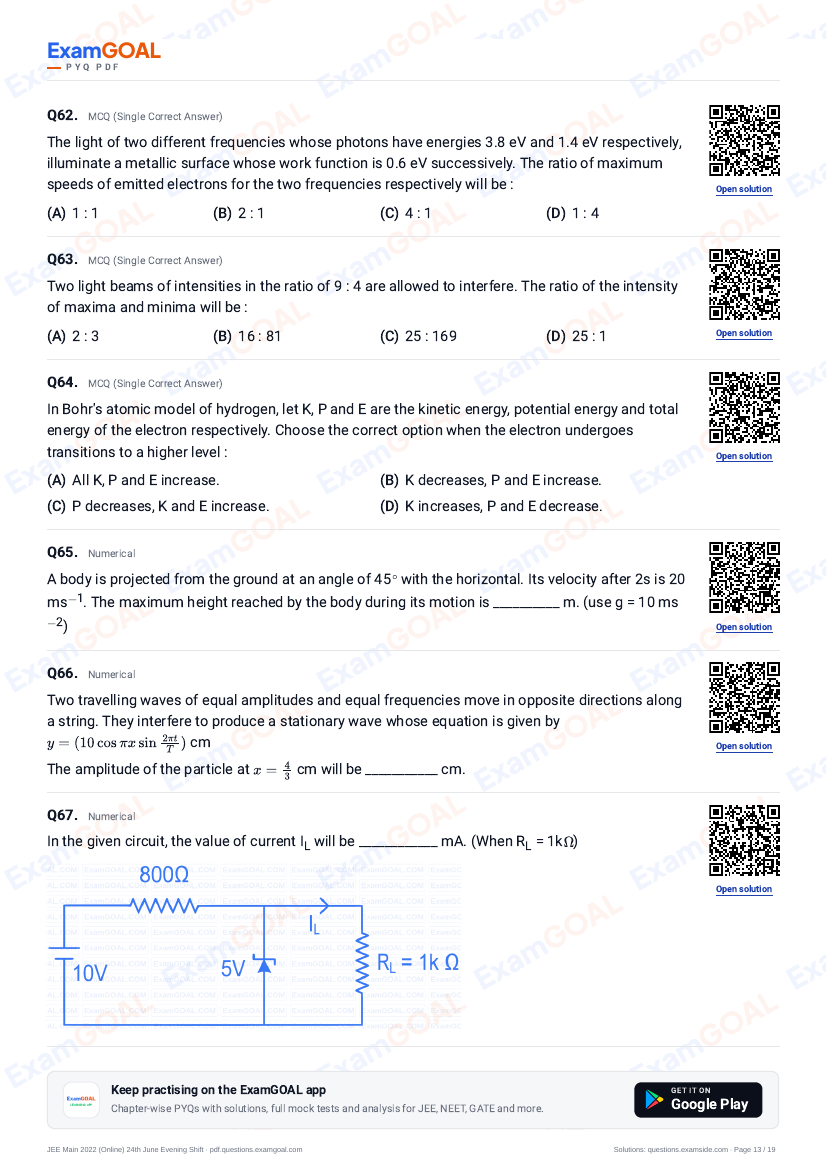 ExamGOAL
PYQ PDF
Q62. MCQ (Single Correct Answer)
The light of two different frequencies whose photons have energies 3.8 eV and 1.4 eV respectively,
illuminate a metallic surface whose work function is 0.6 eV successively. The ratio of maximum
speeds of emitted electrons for the two frequencies respectively will be :
(A) 1 : 1 (B) 2 : 1 (C) 4 : 1 (D) 1 : 4
Open solution
Q63. MCQ (Single Correct Answer)
Two light beams of intensities in the ratio of 9 : 4 are allowed to interfere. The ratio of the intensity
of maxima and minima will be :
(A) 2 : 3 (B) 16 : 81 (C) 25 : 169 (D) 25 : 1
Open solution
Q64. MCQ (Single Correct Answer)
In Bohr's atomic model of hydrogen, let K, P and E are the kinetic energy, potential energy and total
energy of the electron respectively. Choose the correct option when the electron undergoes
transitions to a higher level :
(A) All K, P and E increase. (B) K decreases, P and E increase.
(C) P decreases, K and E increase. (D) K increases, P and E decrease.
Open solution
Q65. Numerical
A body is projected from the ground at an angle of 45° with the horizontal. Its velocity after 2s is 20
ms⁻¹. The maximum height reached by the body during its motion is __________ m. (use g = 10 ms
⁻²)
Open solution
Q66. Numerical
Two travelling waves of equal amplitudes and equal frequencies move in opposite directions along
a string. They interfere to produce a stationary wave whose equation is given by
y = (10 cos πx sin 2πt/T) cm
The amplitude of the particle at x = 4/3 cm will be ___________ cm.
Open solution
Q67. Numerical
In the given circuit, the value of current I_L will be ____________ mA. (When R_L = 1kΩ)
Open solution
800Ω
I_L
10V
5V
R_L = 1k Ω
Keep practising on the ExamGOAL app
Chapter-wise PYQs with solutions, full mock tests and analysis for JEE, NEET, GATE and more.
ExamGOAL
GET IT ON
Google Play
JEE Main 2022 (Online) 24th June Evening Shift · pdf.questions.examgoal.com
Solutions: questions.examside.com · Page 13 / 19